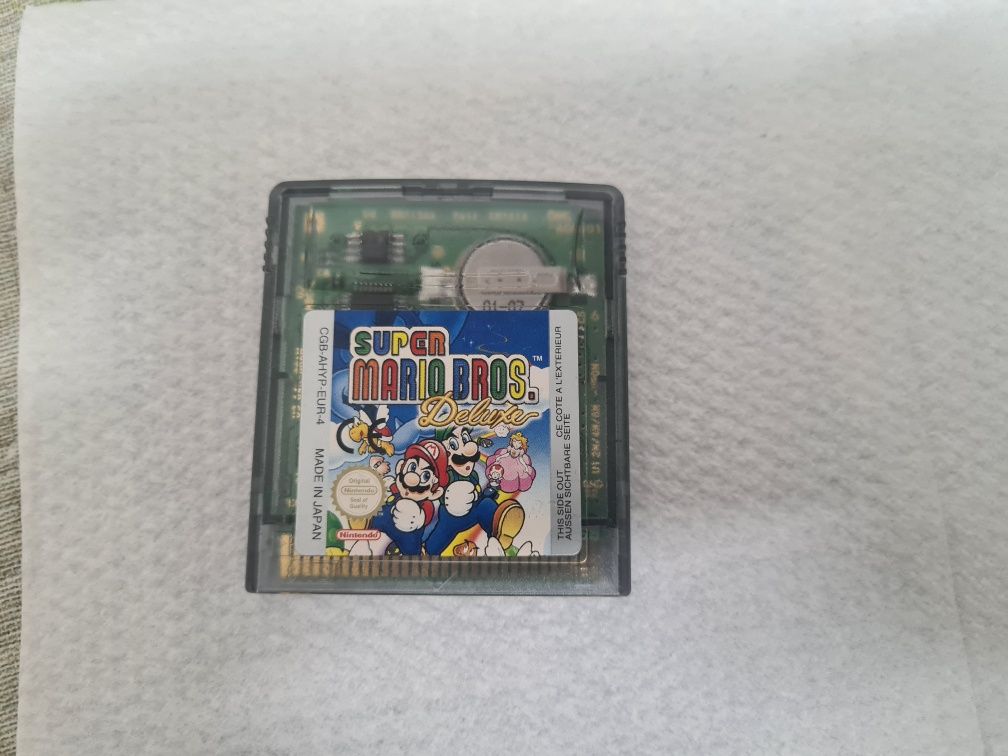 01-07
SUPER
MARIO BROS.
Deluxe
TM
CGB-AHYP-EUR-4
MADE IN JAPAN
CE
Original
Nintendo
Seal of
Quality
Nintendo
THIS SIDE OUT
CE COTE A L'EXTERIEUR
AUSSEN SICHTBARE SEITE